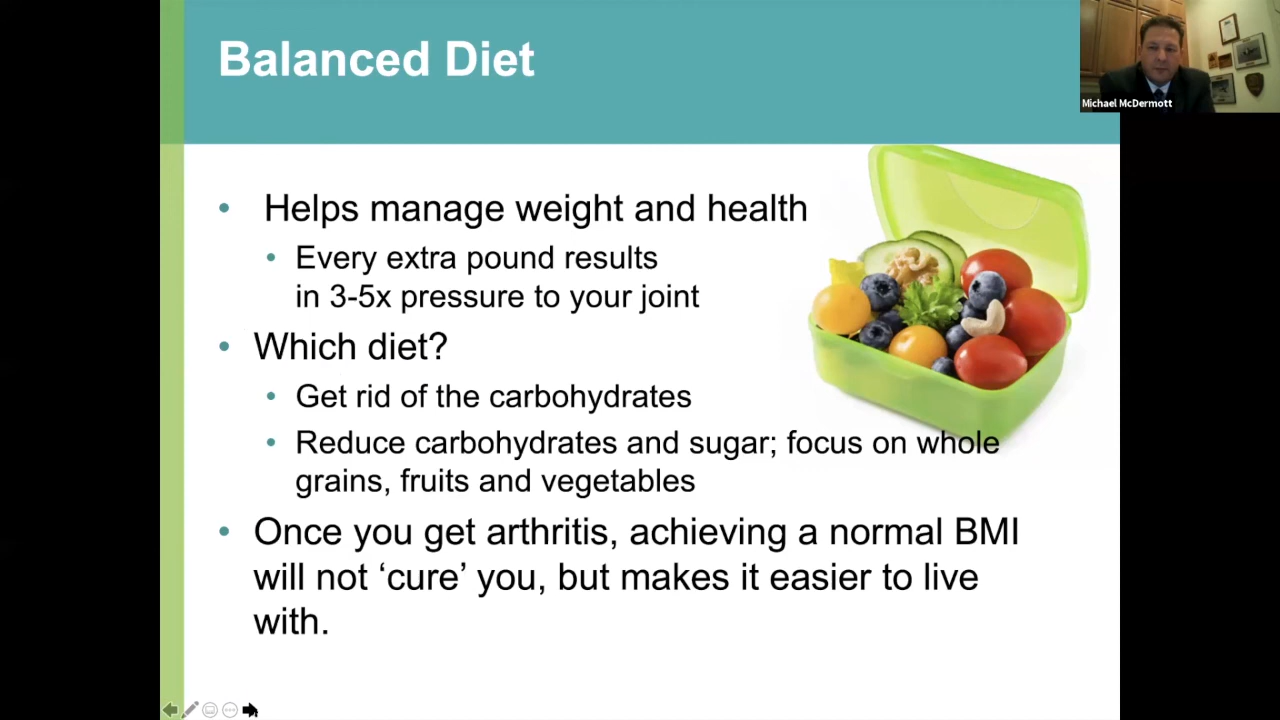 Balanced Diet
Michael McDermott
• Helps manage weight and health
• Every extra pound results
in 3-5x pressure to your joint
• Which diet?
• Get rid of the carbohydrates
• Reduce carbohydrates and sugar; focus on whole
grains, fruits and vegetables
• Once you get arthritis, achieving a normal BMI
will not ‘cure’ you, but makes it easier to live
with.